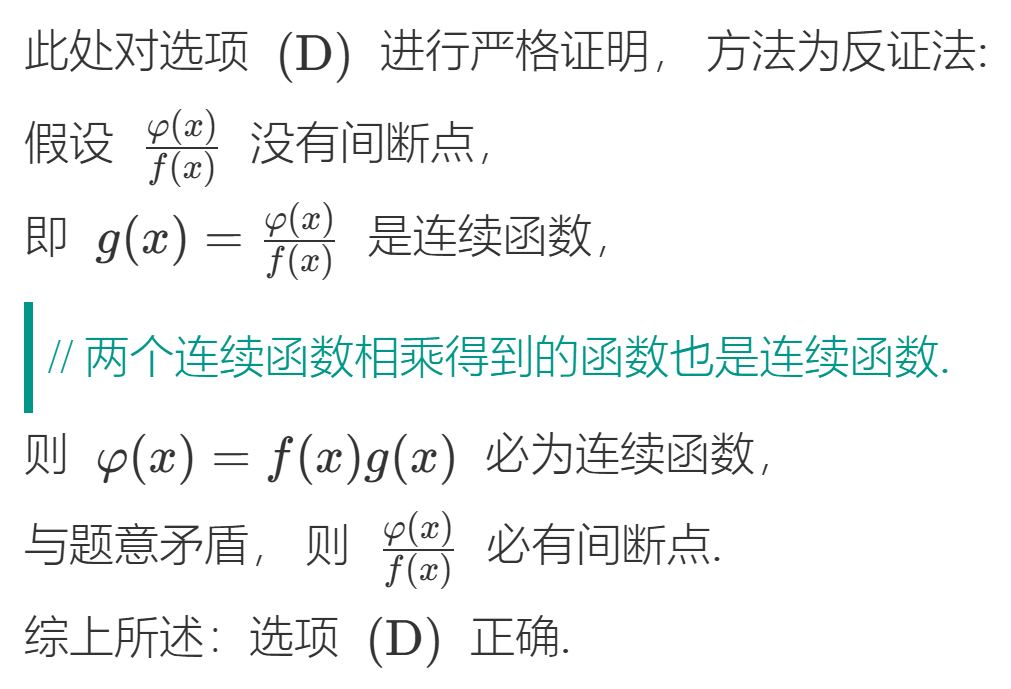 此处对选项 (D) 进行严格证明, 方法为反证法:
假设 φ(x)/f(x) 没有间断点,
即 g(x) = φ(x)/f(x) 是连续函数,
// 两个连续函数相乘得到的函数也是连续函数.
则 φ(x) = f(x)g(x) 必为连续函数,
与题意矛盾, 则 φ(x)/f(x) 必有间断点.
综上所述: 选项 (D) 正确.